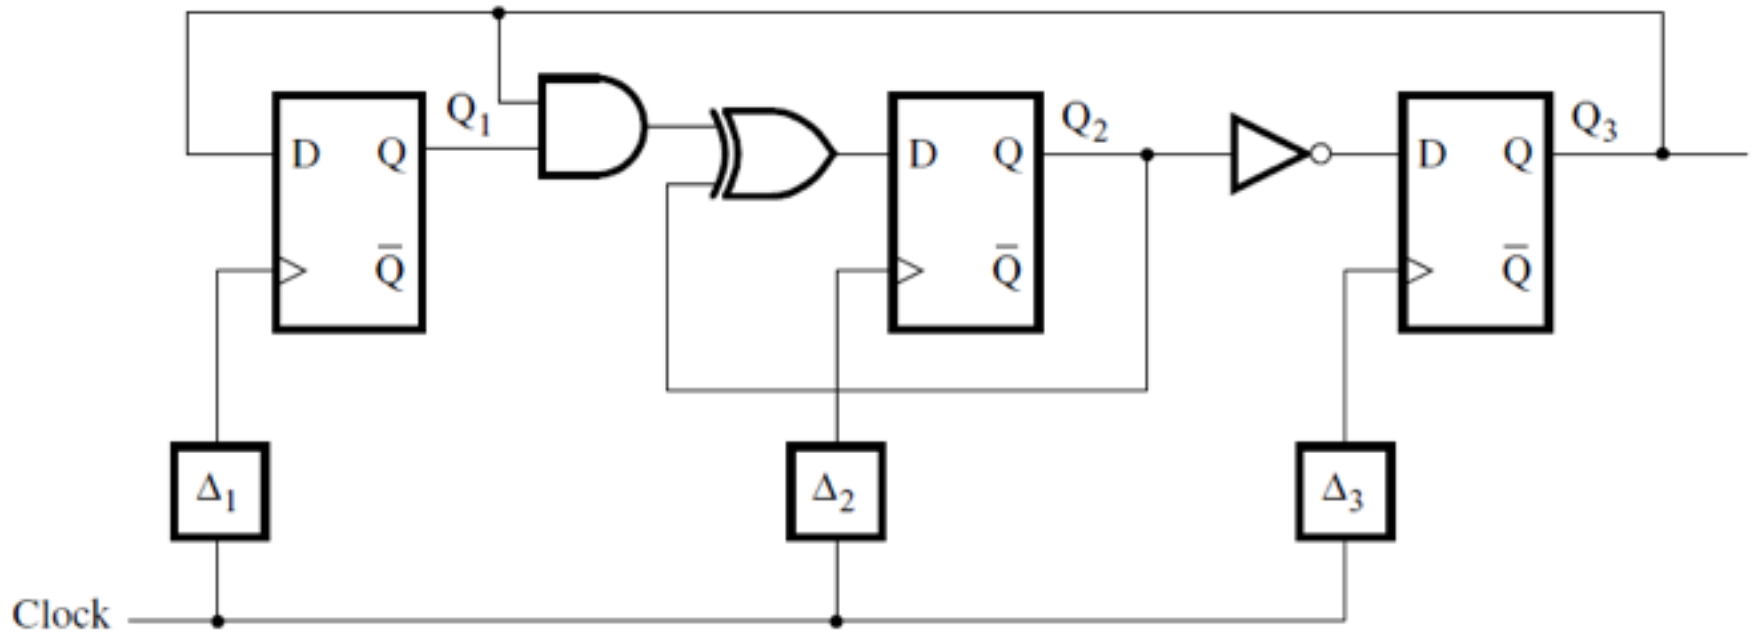 Q₁
Q₂
Q₃
D Q
D Q
D Q
Q̅
Q̅
Q̅
Δ₁
Δ₂
Δ₃
Clock